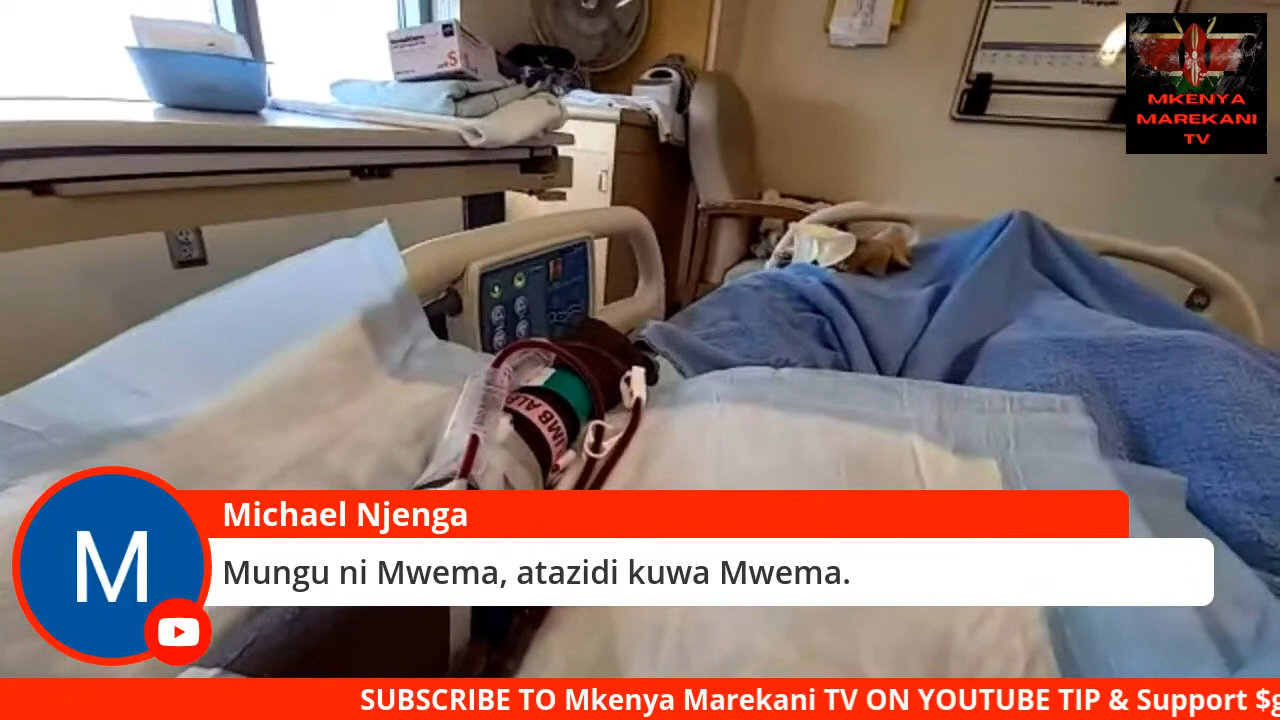 MKENYA
MAREKANI
TV
Michael Njenga
Mungu ni Mwema, atazidi kuwa Mwema.
M
SUBSCRIBE TO Mkenya Marekani TV ON YOUTUBE TIP & Support